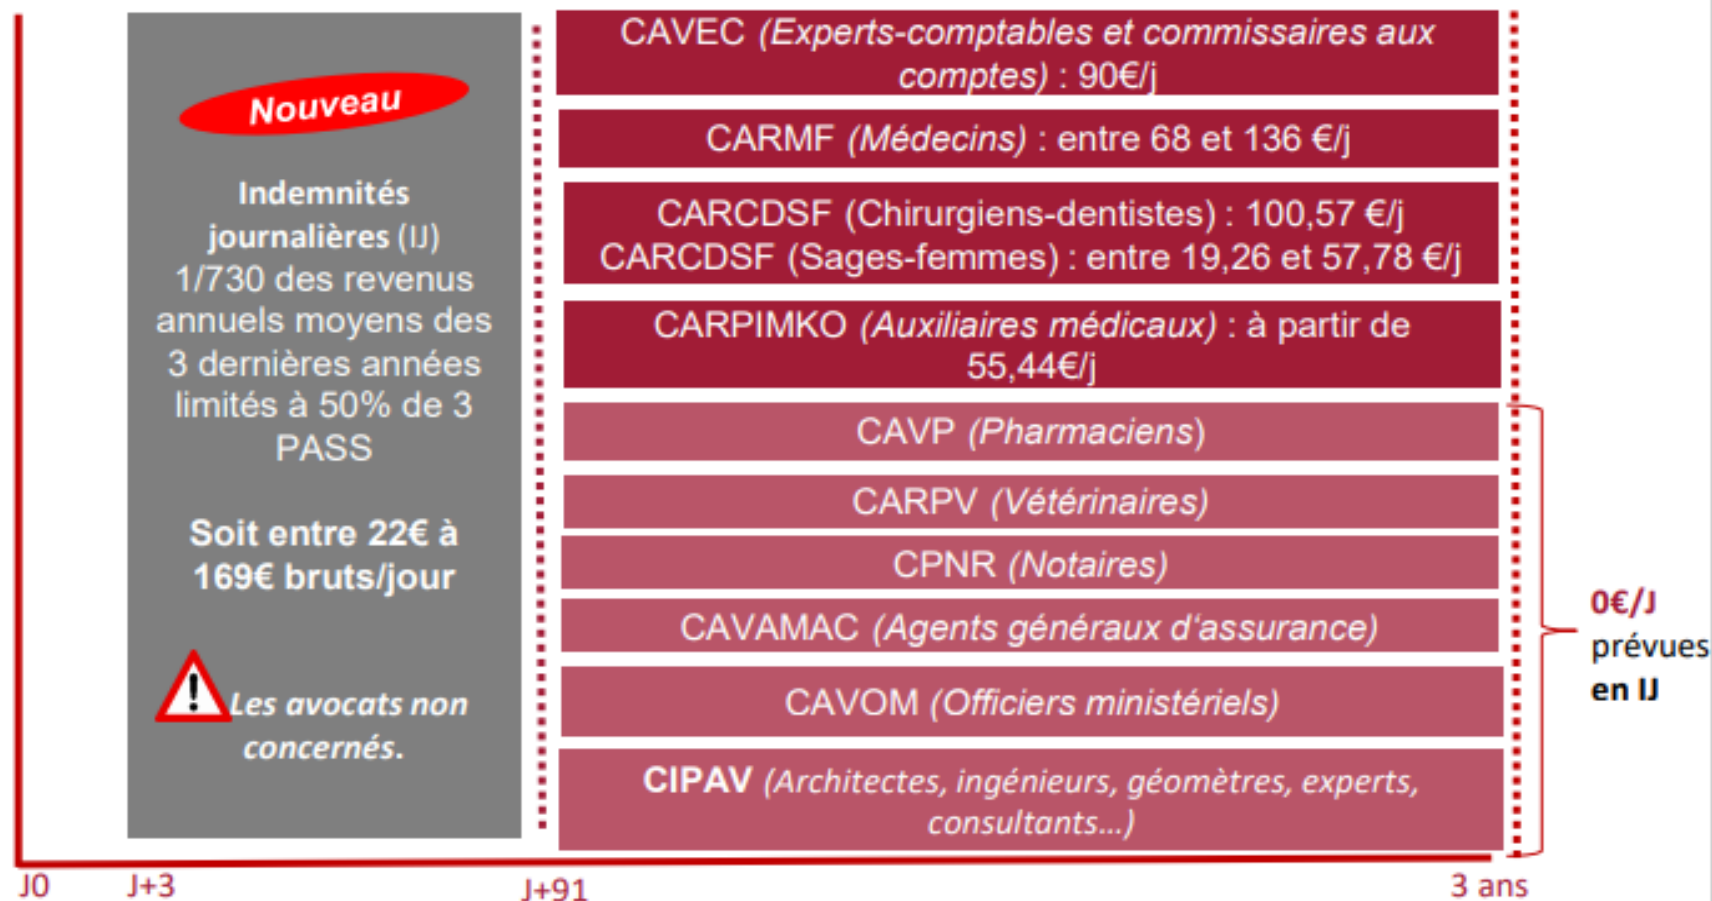 Nouveau
Indemnités
journalières (IJ)
1/730 des revenus
annuels moyens des
3 dernières années
limités à 50% de 3
PASS
Soit entre 22€ à
169€ bruts/jour
Les avocats non
concernés.
CAVEC (Experts-comptables et commissaires aux
comptes) : 90€/j
CARMF (Médecins) : entre 68 et 136 €/j
CARCDSF (Chirurgiens-dentistes) : 100,57 €/j
CARCDSF (Sages-femmes) : entre 19,26 et 57,78 €/j
CARPIMKO (Auxiliaires médicaux) : à partir de
55,44€/j
CAVP (Pharmaciens)
CARPV (Vétérinaires)
CPNR (Notaires)
CAVAMAC (Agents généraux d‘assurance)
CAVOM (Officiers ministériels)
CIPAV (Architectes, ingénieurs, géomètres, experts,
consultants…)
0€/J
prévues
en IJ
J0
J+3
J+91
3 ans